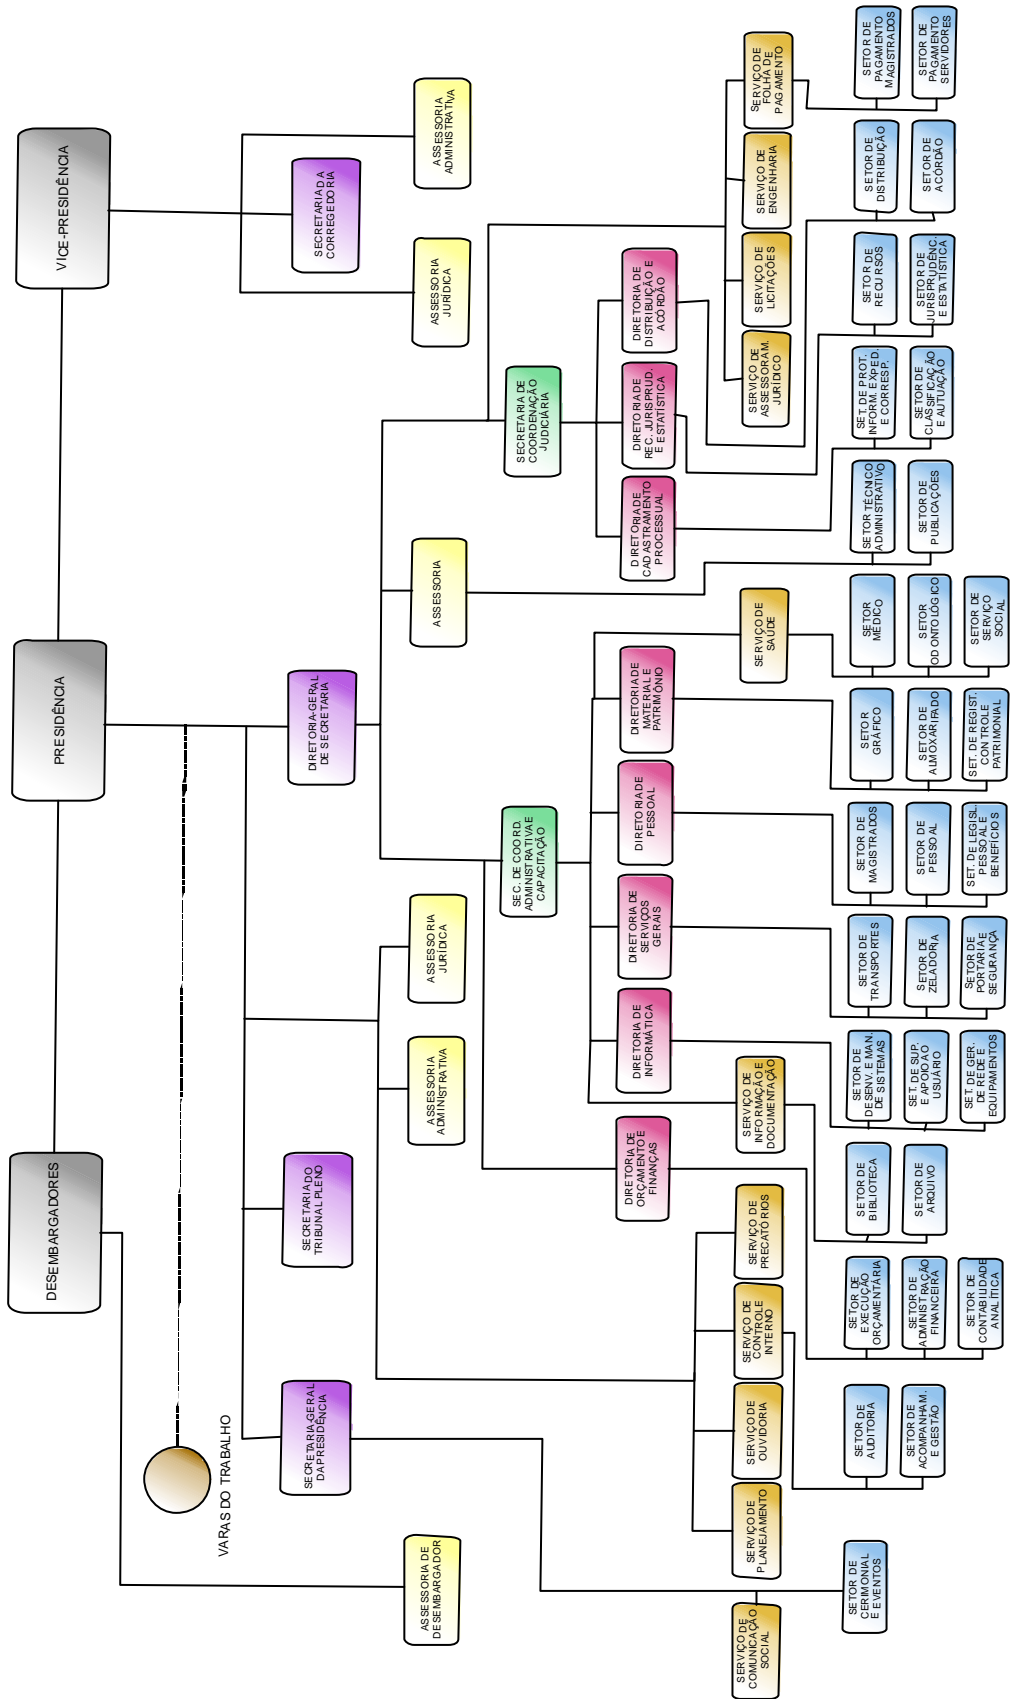 DESEMBARGADORES
PRESIDÊNCIA
VICE-PRESIDÊNCIA
VARAS DO TRABALHO
SECRETARIA-GERAL
DA PRESIDÊNCIA
SECRETARIA DO
TRIBUNAL PLENO
DIRETORIA-GERAL
DE SECRETARIA
SECRETARIA DA
CORREGEDORIA
ASSESSORIA DE
DESEMBARGADOR
ASSESSORIA
ADMINISTRATIVA
ASSESSORIA
JURÍDICA
ASSESSORIA
ASSESSORIA
JURÍDICA
ASSESSORIA
ADMINISTRATIVA
SEC. DE COORD.
ADMINISTRATIVA E
CAPACITAÇÃO
SECRETARIA DE
COORDENAÇÃO
JUDICIÁRIA
DIRETORIA DE
ORÇAMENTO E
FINANÇAS
DIRETORIA DE
INFORMÁTICA
DIRETORIA DE
SERVIÇOS
GERAIS
DIRETORIA DE
PESSOAL
DIRETORIA DE
MATERIAL E
PATRIMÔNIO
DIRETORIA DE
CADASTRAMENTO
PROCESSUAL
DIRETORIA DE
REC. JURISPRUD.
E ESTATÍSTICA
DIRETORIA DE
DISTRIBUIÇÃO E
ACÓRDÃO
SERVIÇO DE
COMUNICAÇÃO
SOCIAL
SERVIÇO DE
PLANEJAMENTO
SERVIÇO DE
OUVIDORIA
SERVIÇO DE
CONTROLE
INTERNO
SERVIÇO DE
PRECATÓRIOS
SERVIÇO DE
INFORMAÇÃO E
DOCUMENTAÇÃO
SERVIÇO DE
SAÚDE
SERVIÇO DE
ASSESSORAM.
JURÍDICO
SERVIÇO DE
LICITAÇÕES
SERVIÇO DE
ENGENHARIA
SERVIÇO DE
FOLHA DE
PAGAMENTO
SETOR DE
CERIMONIAL
E EVENTOS
SETOR DE
AUDITORIA
SETOR DE
EXECUÇÃO
ORÇAMENTÁRIA
SETOR DE
BIBLIOTECA
SETOR DE
DESENV. E MAN.
DE SISTEMAS
SETOR DE
TRANSPORTES
SETOR DE
MAGISTRADOS
SETOR
GRÁFICO
SETOR
MÉDICO
SETOR TÉCNICO
ADMINISTRATIVO
SET. DE PROT.
INFORM. EXPED.
E CORRESP.
SETOR DE
RECURSOS
SETOR DE
DISTRIBUIÇÃO
SETOR DE
PAGAMENTO
MAGISTRADOS
SETOR DE
ACOMPANHAM.
E GESTÃO
SETOR DE
ADMINISTRAÇÃO
FINANCEIRA
SETOR DE
ARQUIVO
SET. DE SUP.
E APOIO AO
USUÁRIO
SETOR DE
ZELADORIA
SETOR DE
PESSOAL
SETOR DE
ALMOXARIFADO
SETOR
ODONTOLÓGICO
SETOR DE
PUBLICAÇÕES
SETOR DE
CLASSIFICAÇÃO
E AUTUAÇÃO
SETOR DE
JURISPRUDÊNC.
E ESTATÍSTICA
SETOR DE
ACÓRDÃO
SETOR DE
PAGAMENTO
SERVIDORES
SETOR DE
CONTABILIDADE
ANALÍTICA
SET. DE GER.
DE REDE E
EQUIPAMENTOS
SETOR DE
PORTARIA E
SEGURANÇA
SET. DE LEGISL.
PESSOAL E
BENEFÍCIOS
SET. DE REGIST.
CONTROLE
PATRIMONIAL
SETOR DE
SERVIÇO
SOCIAL